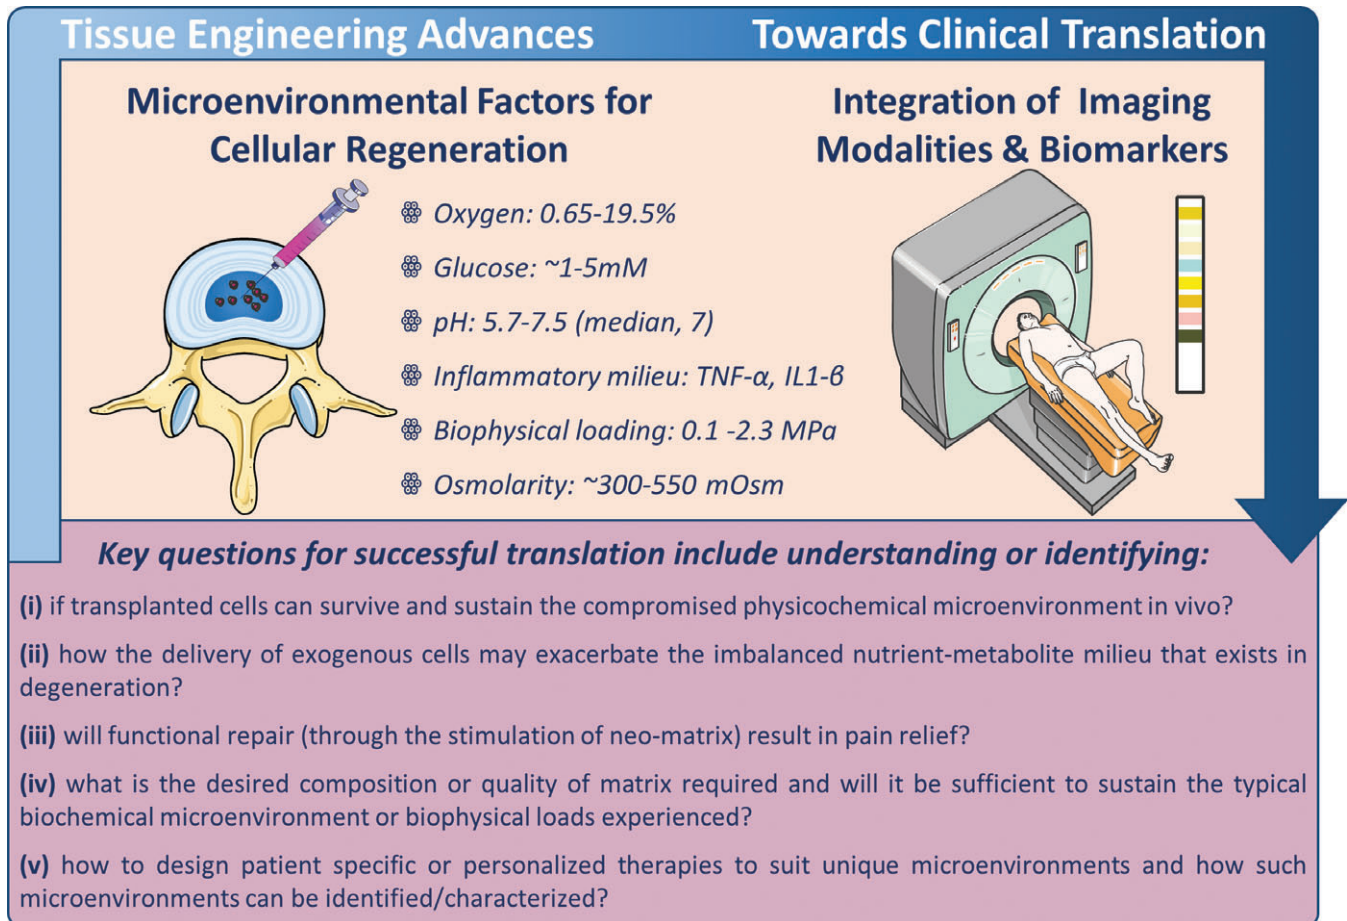 Tissue Engineering Advances
Towards Clinical Translation
Microenvironmental Factors for
Cellular Regeneration
Oxygen: 0.65-19.5%
Glucose: ~1-5mM
pH: 5.7-7.5 (median, 7)
Inflammatory milieu: TNF-α, IL1-β
Biophysical loading: 0.1 -2.3 MPa
Osmolarity: ~300-550 mOsm
Integration of Imaging
Modalities & Biomarkers
Key questions for successful translation include understanding or identifying:
(i) if transplanted cells can survive and sustain the compromised physicochemical microenvironment in vivo?
(ii) how the delivery of exogenous cells may exacerbate the imbalanced nutrient-metabolite milieu that exists in
degeneration?
(iii) will functional repair (through the stimulation of neo-matrix) result in pain relief?
(iv) what is the desired composition or quality of matrix required and will it be sufficient to sustain the typical
biochemical microenvironment or biophysical loads experienced?
(v) how to design patient specific or personalized therapies to suit unique microenvironments and how such
microenvironments can be identified/characterized?